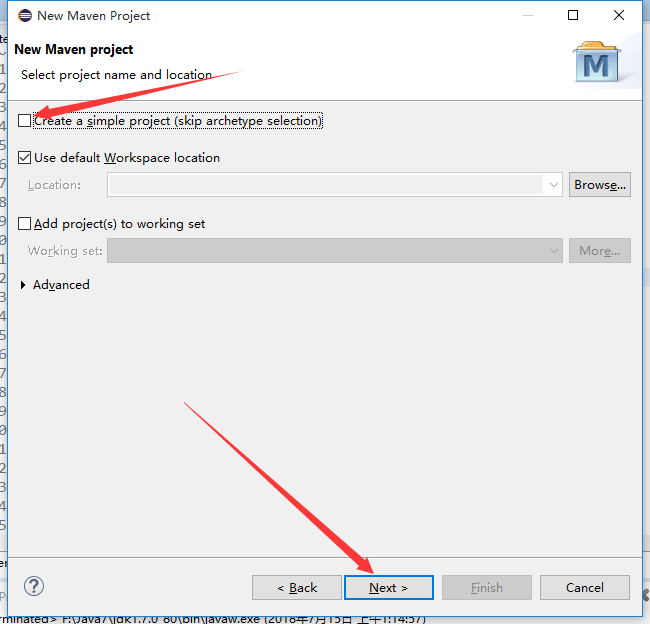 New Maven Project
New Maven project
Select project name and location
M
Create a simple project (skip archetype selection)
Use default Workspace location
Location:
Browse...
Add project(s) to working set
Working set:
More...
Advanced
?
< Back
Next >
Finish
Cancel
minated> F:\Java7\jdk1.7.0_80\bin\javaw.exe (2018年7月15日 上午1:14:57)